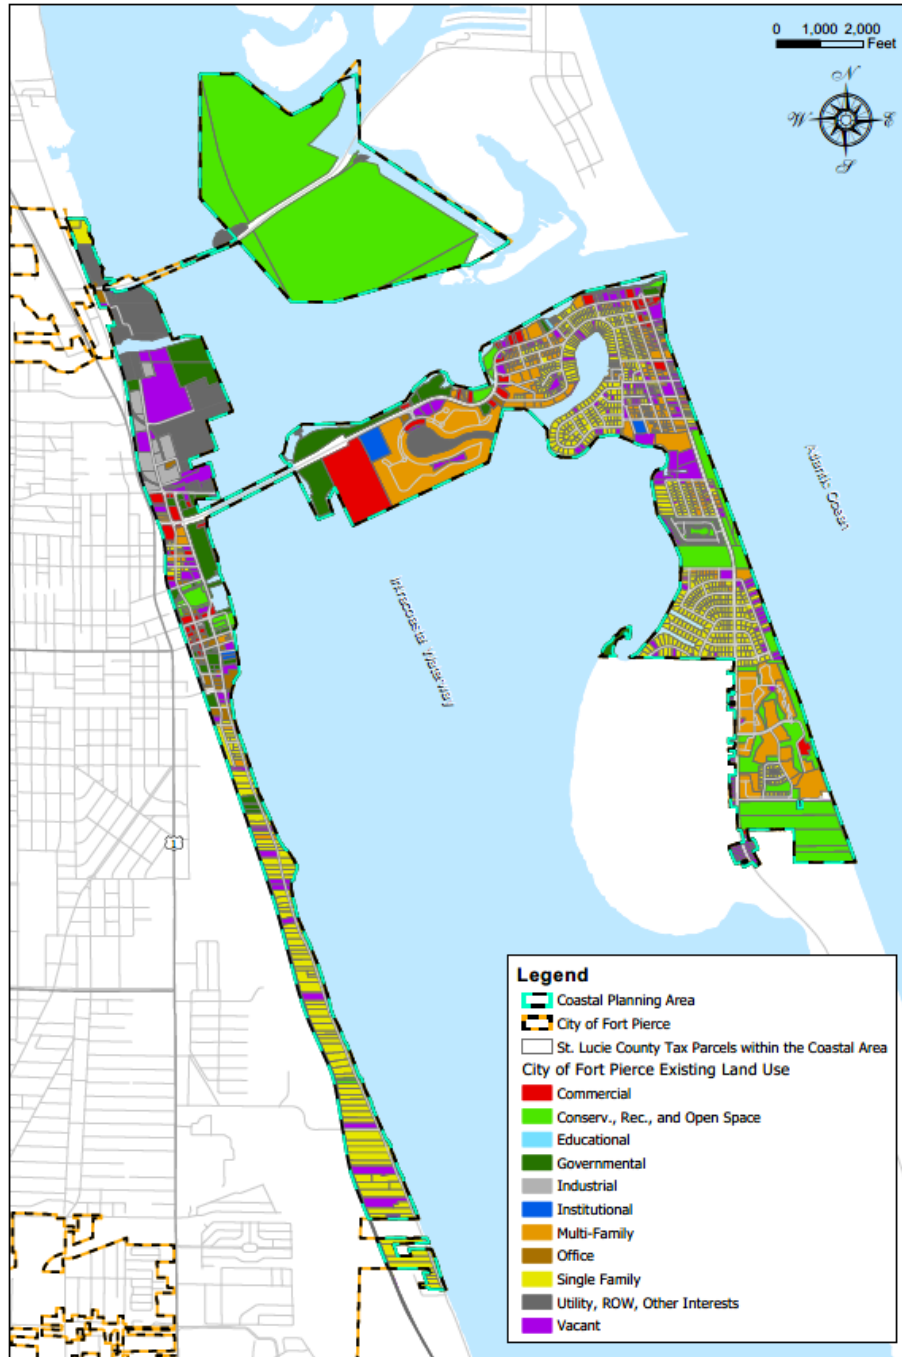 0 1,000 2,000
Feet
N
W E
S
Atlantic Ocean
Intracoastal Waterway
1
Legend
Coastal Planning Area
City of Fort Pierce
St. Lucie County Tax Parcels within the Coastal Area
City of Fort Pierce Existing Land Use
Commercial
Conserv., Rec., and Open Space
Educational
Governmental
Industrial
Institutional
Multi-Family
Office
Single Family
Utility, ROW, Other Interests
Vacant